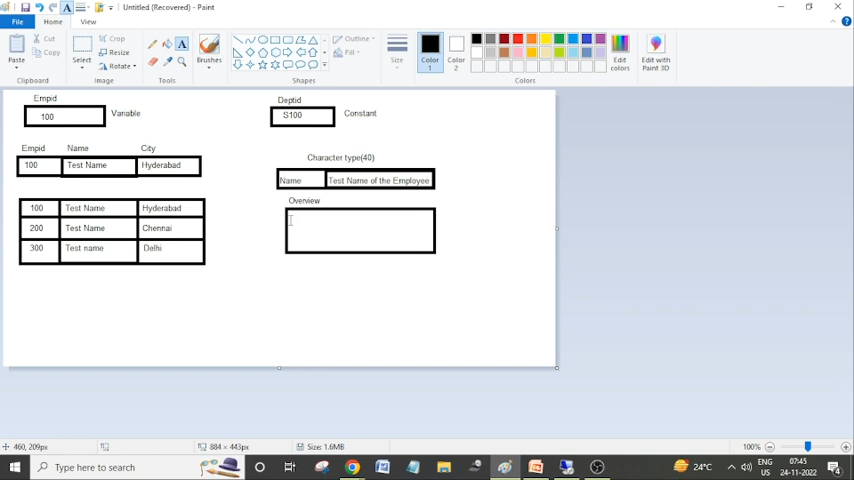 Untitled (Recovered) - Paint
File
Home
View
Paste
Cut
Copy
Clipboard
Select
Crop
Resize
Rotate
Image
A
Tools
Brushes
Shapes
Outline
Fill
Size
Color 1
Color 2
Colors
Edit colors
Edit with Paint 3D
Empid
100
Variable
Deptid
S100
Constant
Empid Name City
100 Test Name Hyderabad
Character type(40)
Name Test Name of the Employee
Overview
100 Test Name Hyderabad
200 Test Name Chennai
300 Test name Delhi
460, 209px
884 × 443px
Size: 1.6MB
100%
Type here to search
24°C
ENG
US
07:45
24-11-2022
4